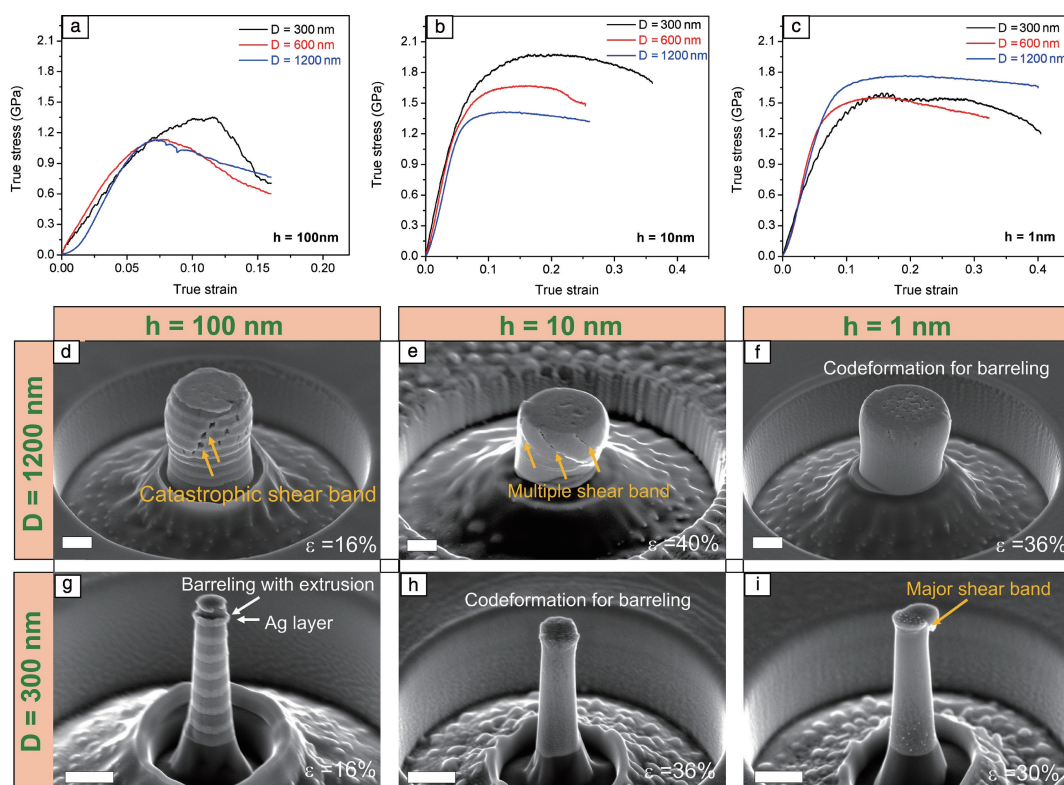 a
D = 300 nm
D = 600 nm
D = 1200 nm
True stress (GPa)
2.1
1.8
1.5
1.2
0.9
0.6
0.3
0.0
0.00 0.05 0.10 0.15 0.20
True strain
h = 100nm
b
D = 300 nm
D = 600 nm
D = 1200 nm
True stress (GPa)
2.1
1.8
1.5
1.2
0.9
0.6
0.3
0.0
0.0 0.1 0.2 0.3 0.4
True strain
h = 10nm
c
D = 300 nm
D = 600 nm
D = 1200 nm
True stress (GPa)
2.1
1.8
1.5
1.2
0.9
0.6
0.3
0.0
0.0 0.1 0.2 0.3 0.4
True strain
h = 1nm
h = 100 nm
h = 10 nm
h = 1 nm
D = 1200 nm
d
Catastrophic shear band
ε =16%
e
Multiple shear band
ε =40%
f
Codeformation for barreling
ε =36%
D = 300 nm
g
Barreling with extrusion
Ag layer
ε =16%
h
Codeformation for barreling
ε =36%
i
Major shear band
ε =30%